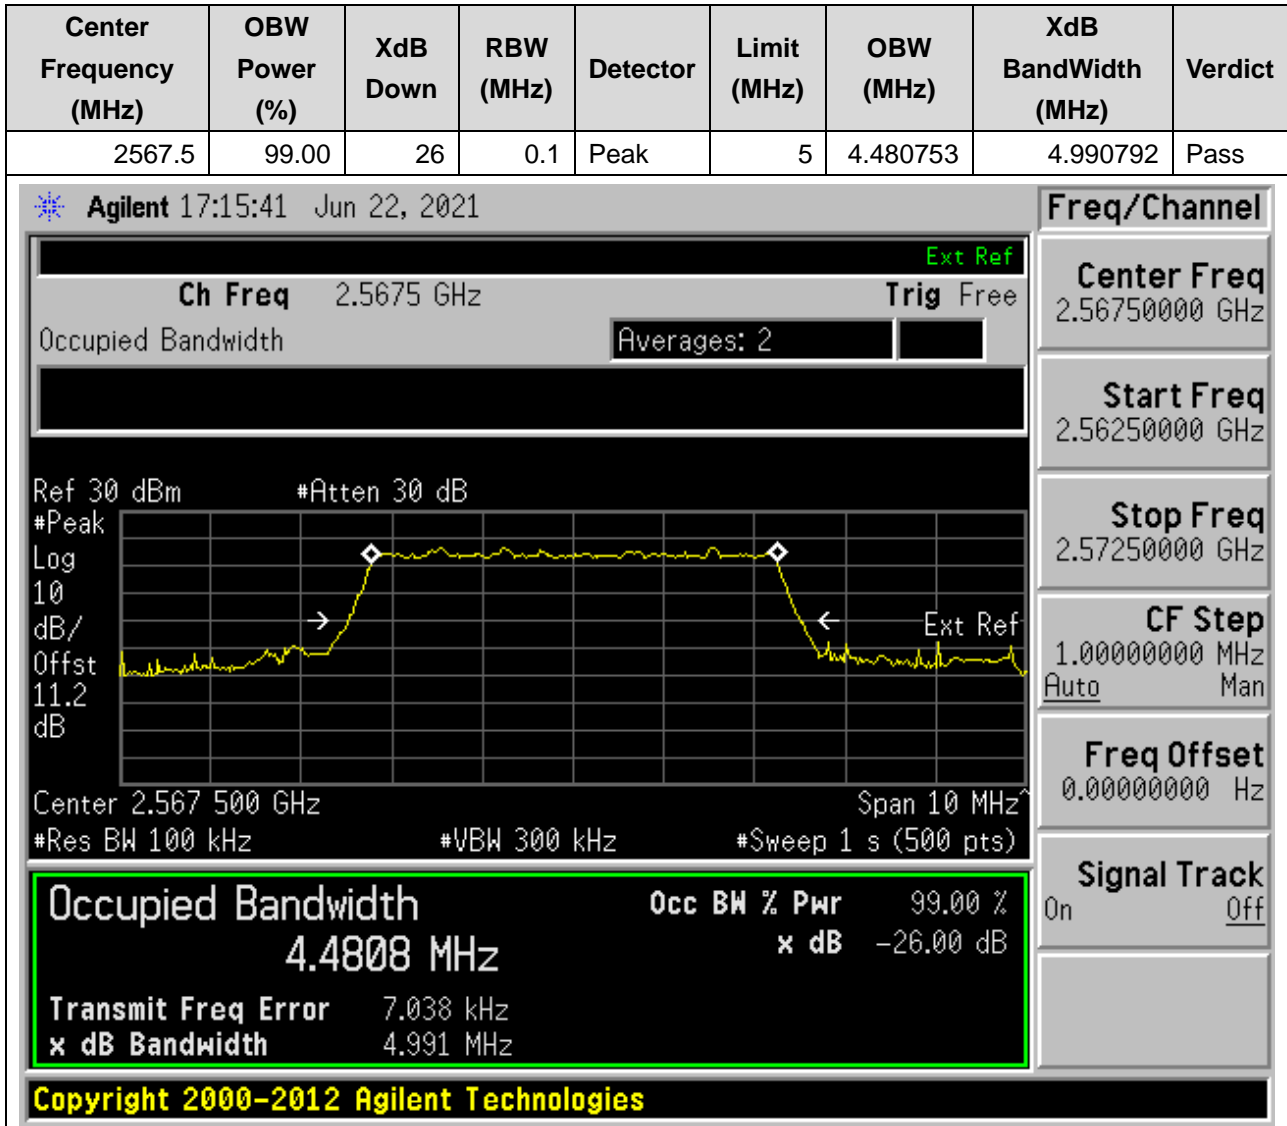 Center Frequency (MHz) OBW Power (%) XdB Down RBW (MHz) Detector Limit (MHz) OBW (MHz) XdB BandWidth (MHz) Verdict
2567.5 99.00 26 0.1 Peak 5 4.480753 4.990792 Pass
Agilent 17:15:41 Jun 22, 2021
Freq/Channel
Ext Ref
Ch Freq 2.5675 GHz Trig Free
Occupied Bandwidth Averages: 2
Center Freq
2.56750000 GHz
Start Freq
2.56250000 GHz
Stop Freq
2.57250000 GHz
CF Step
1.00000000 MHz
Auto Man
Freq Offset
0.00000000 Hz
Signal Track
On Off
Ref 30 dBm #Atten 30 dB
#Peak
Log
10
dB/
Offst
11.2
dB
Ext Ref
Center 2.567 500 GHz Span 10 MHz^
#Res BW 100 kHz #VBW 300 kHz #Sweep 1 s (500 pts)
Occupied Bandwidth Occ BW % Pwr 99.00 %
4.4808 MHz x dB -26.00 dB
Transmit Freq Error 7.038 kHz
x dB Bandwidth 4.991 MHz
Copyright 2000-2012 Agilent Technologies